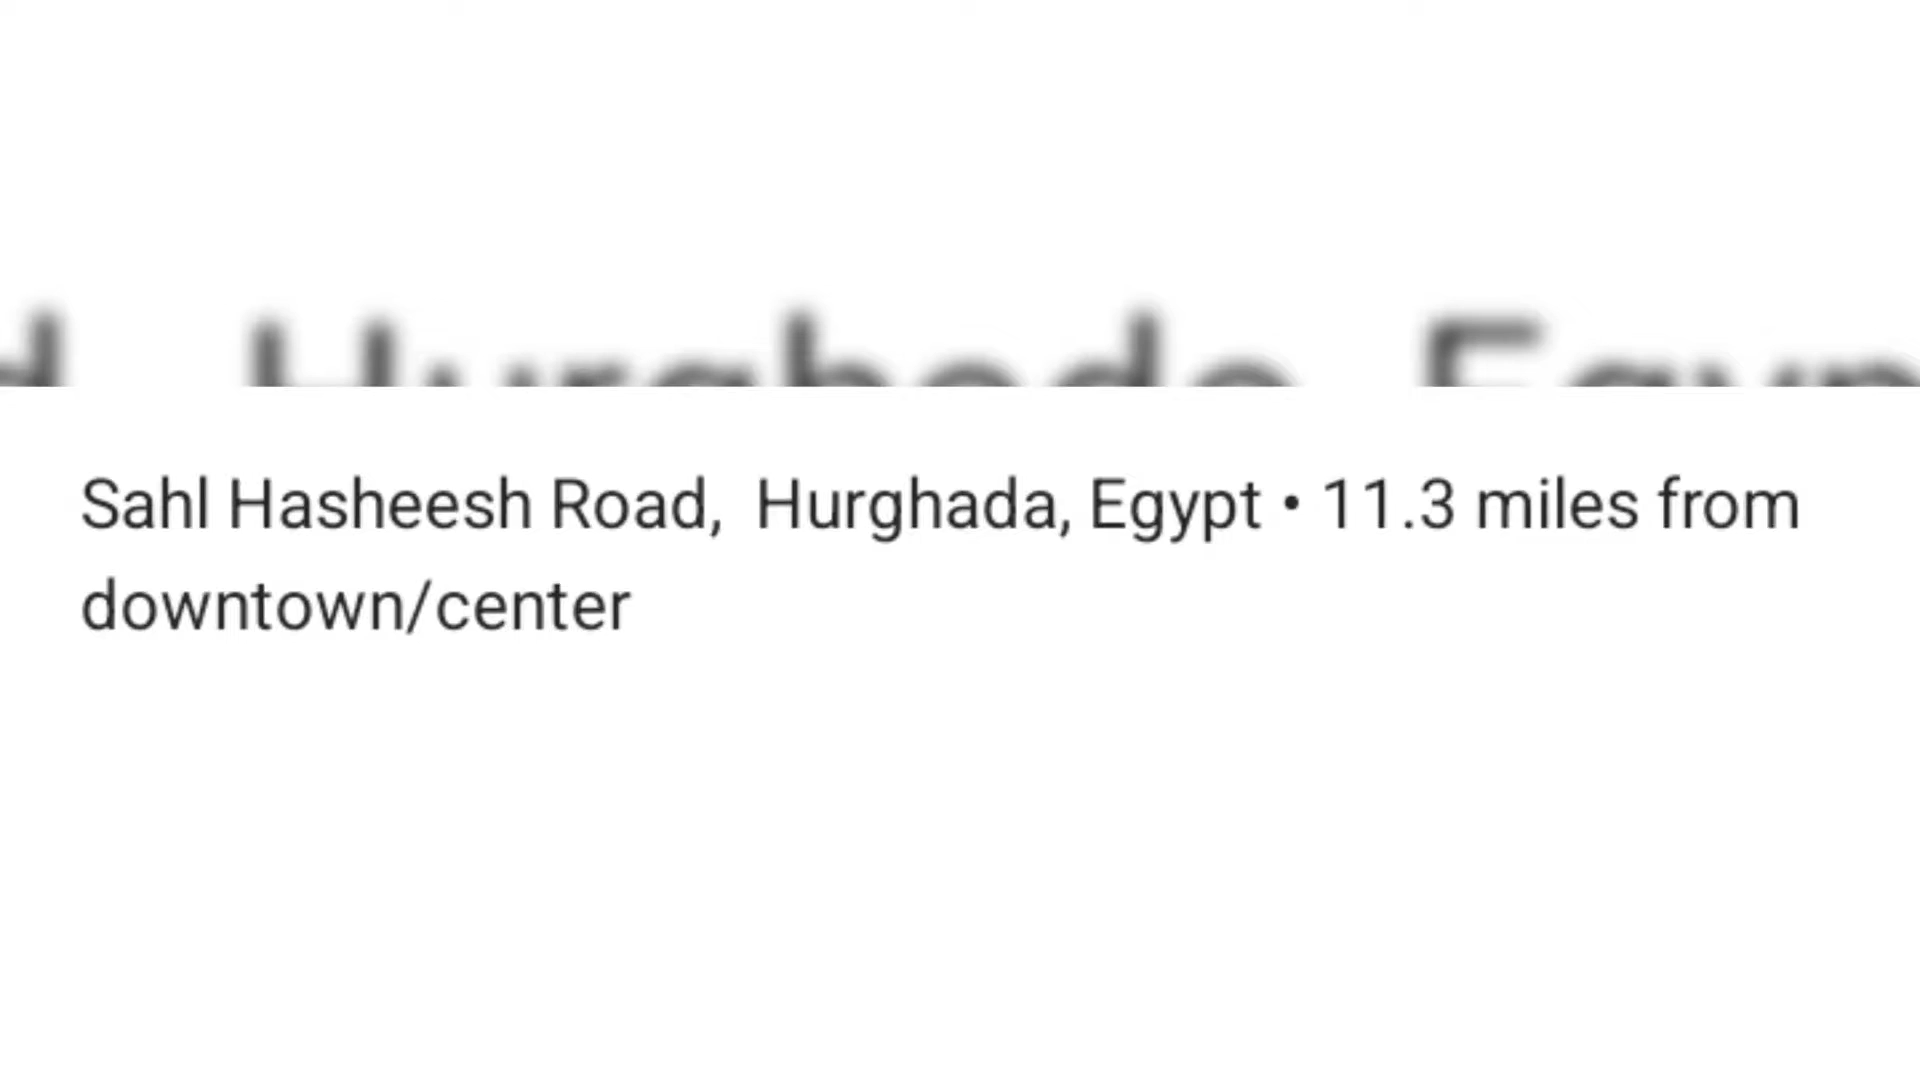 Sahl Hasheesh Road,  Hurghada, Egypt • 11.3 miles from
downtown/center